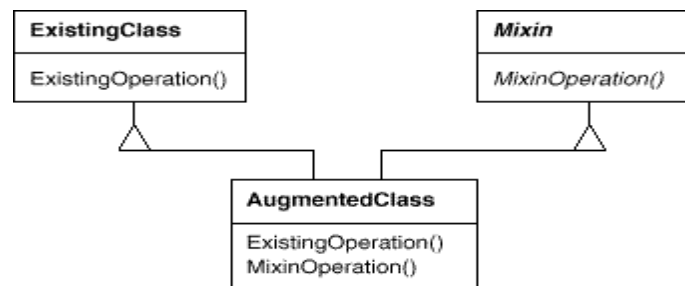 ExistingClass
ExistingOperation()
Mixin
MixinOperation()
AugmentedClass
ExistingOperation()
MixinOperation()